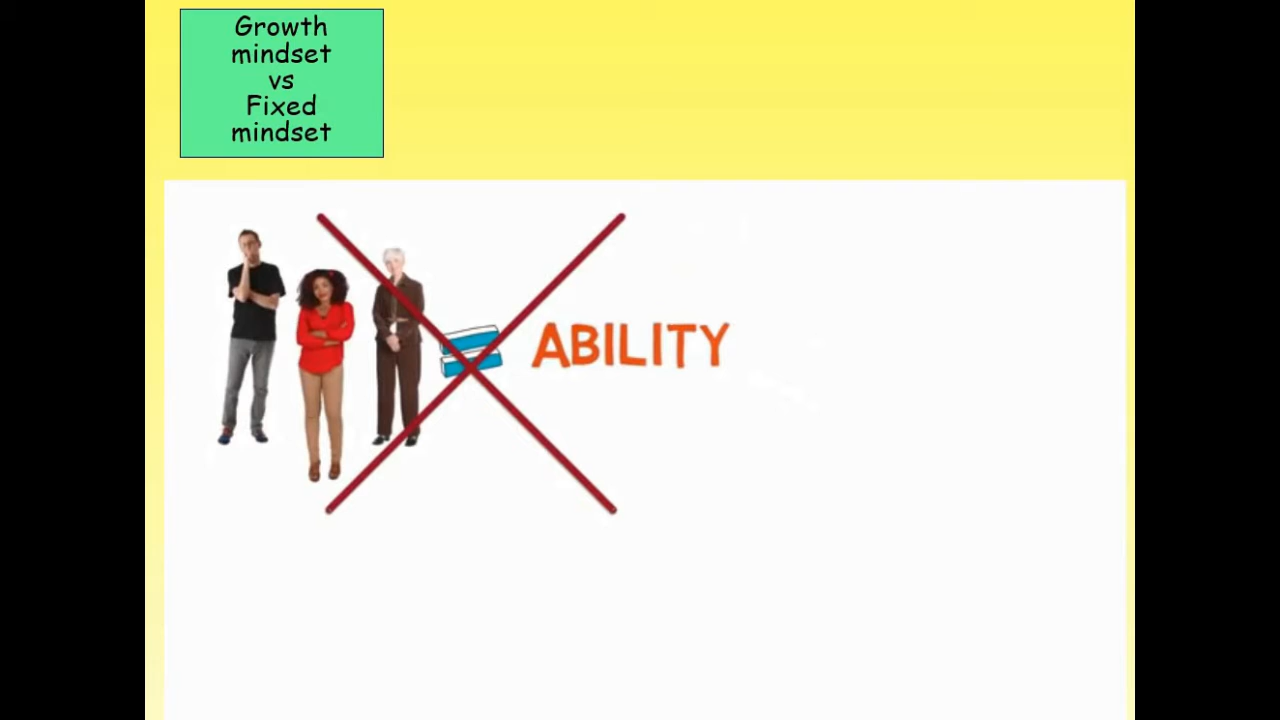 Growth
mindset
vs
Fixed
mindset
= ABILITY